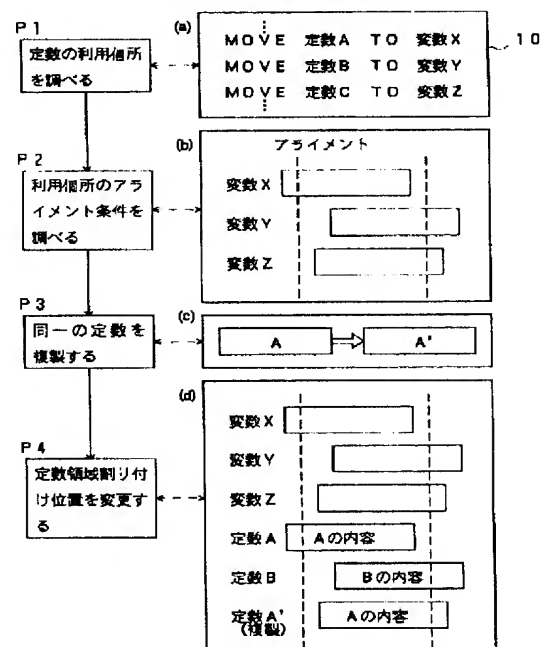 P1
定数の利用個所
を調べる
(a)
MOVE 定数A TO 変数X
MOVE 定数B TO 変数Y
MOVE 定数C TO 変数Z
10
P2
利用個所のアラ
イメント条件を
調べる
(b)
アライメント
変数X
変数Y
変数Z
P3
同一の定数を
複製する
(c)
A
A'
P4
定数領域割り付
け位置を変更す
る
(d)
変数X
変数Y
変数Z
定数A
Aの内容
定数B
Bの内容
定数A'
(複製)
Aの内容